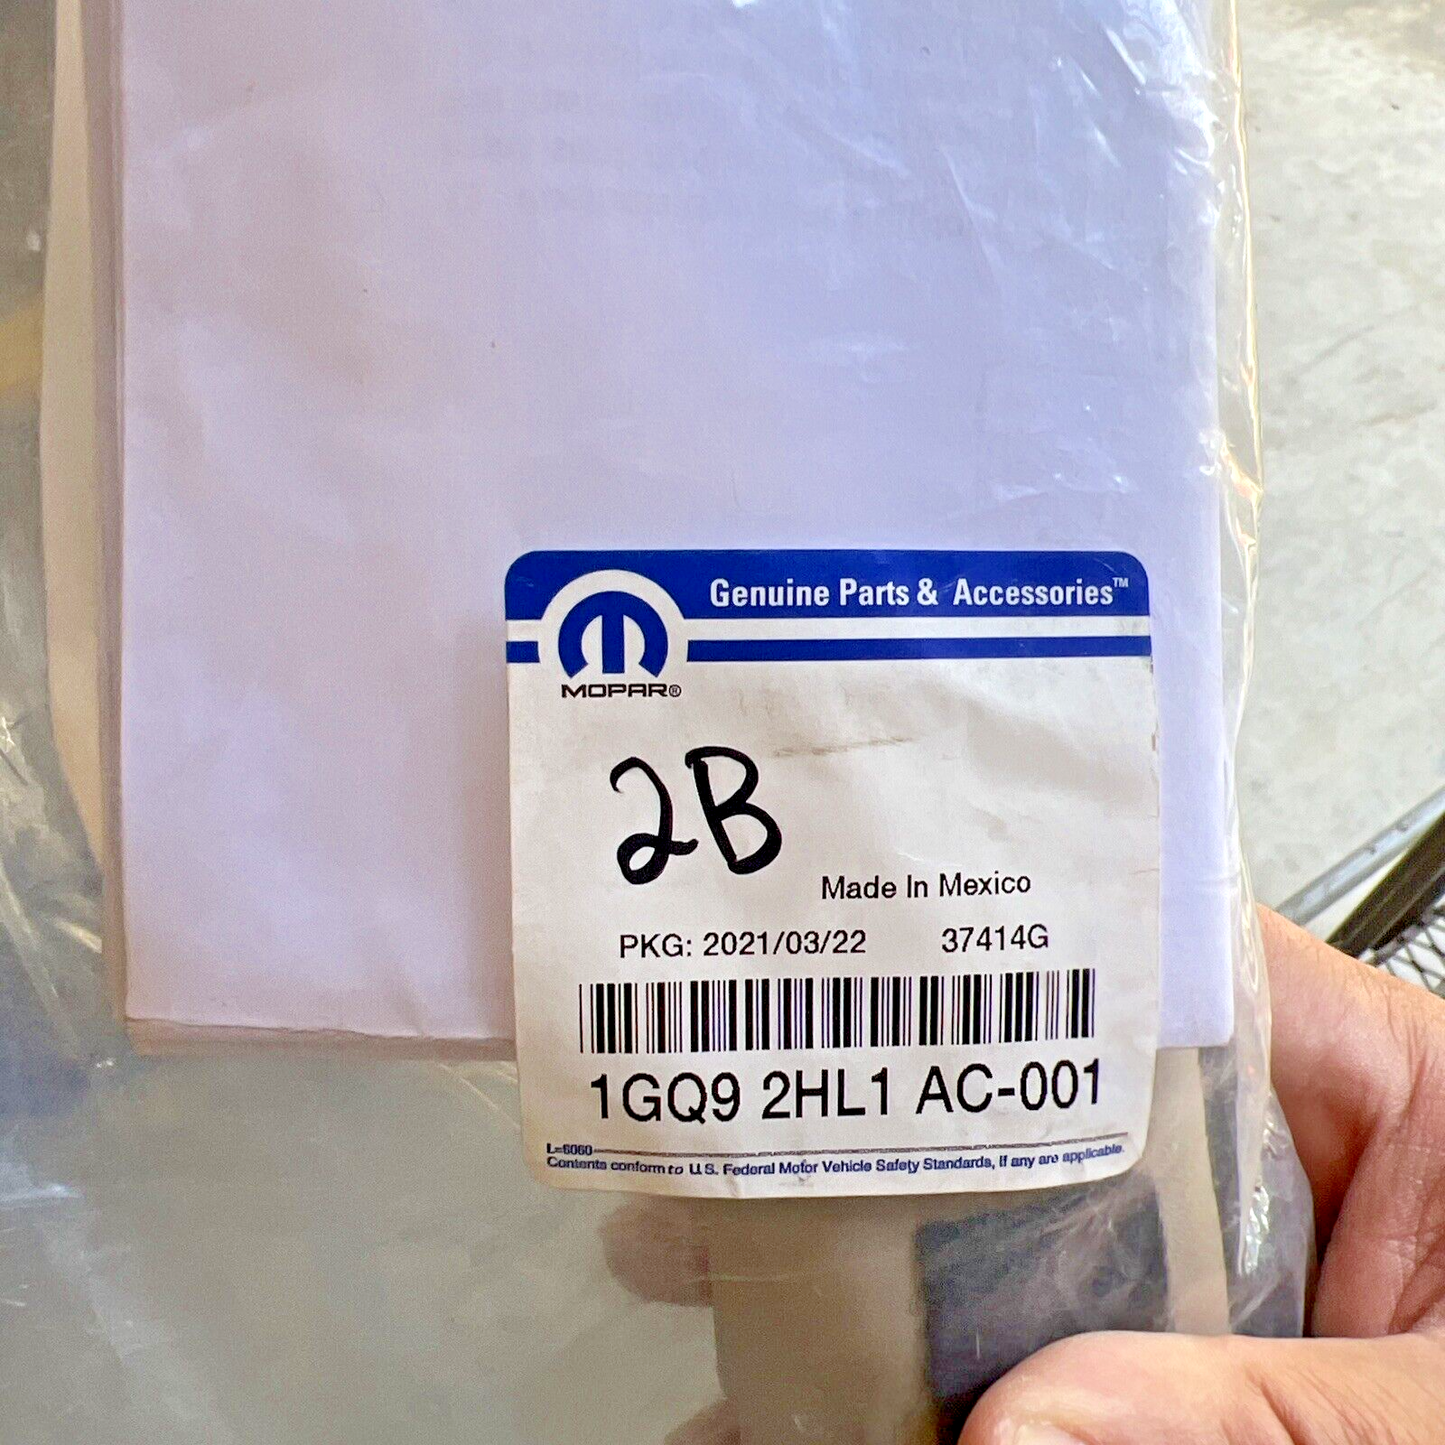 Genuine Parts & Accessories™
MOPAR®
2B
Made In Mexico
PKG: 2021/03/22 37414G
1GQ9 2HL1 AC-001
L=6060
Contents conform to U.S. Federal Motor Vehicle Safety Standards, if any are applicable.